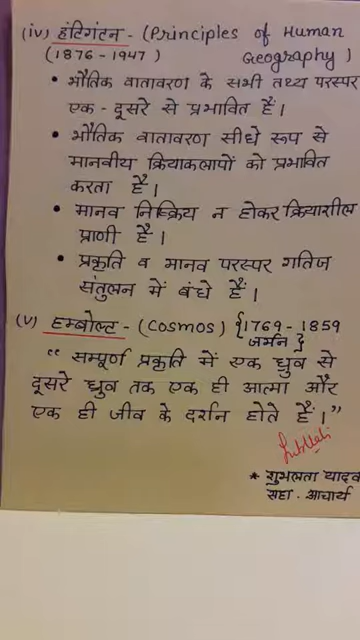 (iv) हंटिंगटन - (Principles of Human
(1876 - 1947) Geography)
• भौतिक वातावरण के सभी तथ्य परस्पर
एक - दूसरे से प्रभावित हैं।
• भौतिक वातावरण सीधे रूप से
मानवीय क्रियाकलापों को प्रभावित
करता है।
• मानव निष्क्रिय न होकर क्रियाशील
प्राणी है।
• प्रकृति व मानव परस्पर गतिज
संतुलन में बंधे हैं।
(v) हम्बोल्ट - (Cosmos) {1769 - 1859
जर्मन }
“ सम्पूर्ण प्रकृति में एक ध्रुव से
दूसरे ध्रुव तक एक ही आत्मा और
एक ही जीव के दर्शन होते हैं।”
* शुभलता यादव
सहा. आचार्य